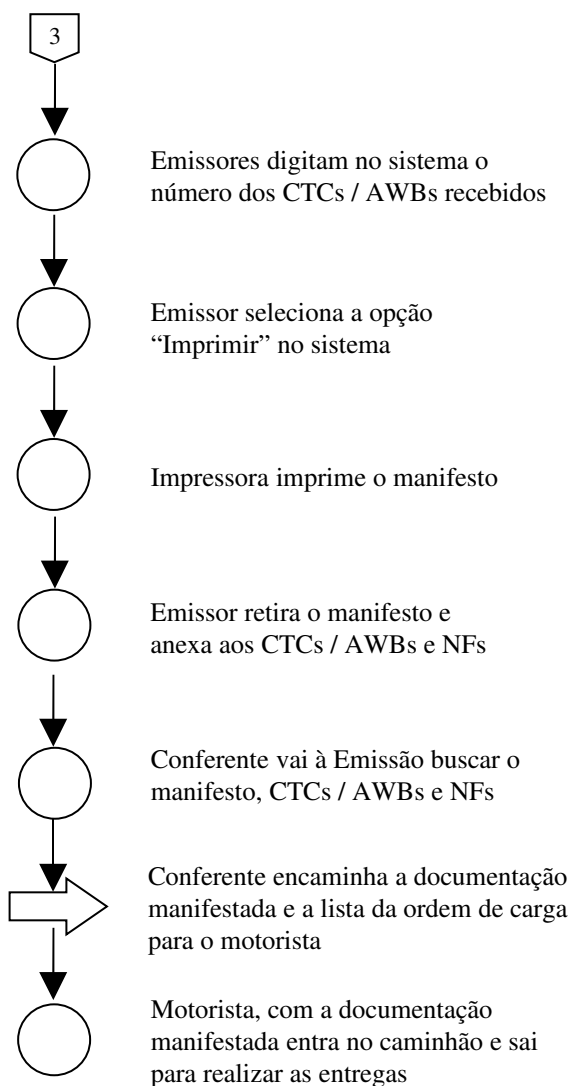 3
Emissores digitam no sistema o
número dos CTCs / AWBs recebidos
Emissor seleciona a opção
“Imprimir” no sistema
Impressora imprime o manifesto
Emissor retira o manifesto e
anexa aos CTCs / AWBs e NFs
Conferente vai à Emissão buscar o
manifesto, CTCs / AWBs e NFs
Conferente encaminha a documentação
manifestada e a lista da ordem de carga
para o motorista
Motorista, com a documentação
manifestada entra no caminhão e sai
para realizar as entregas